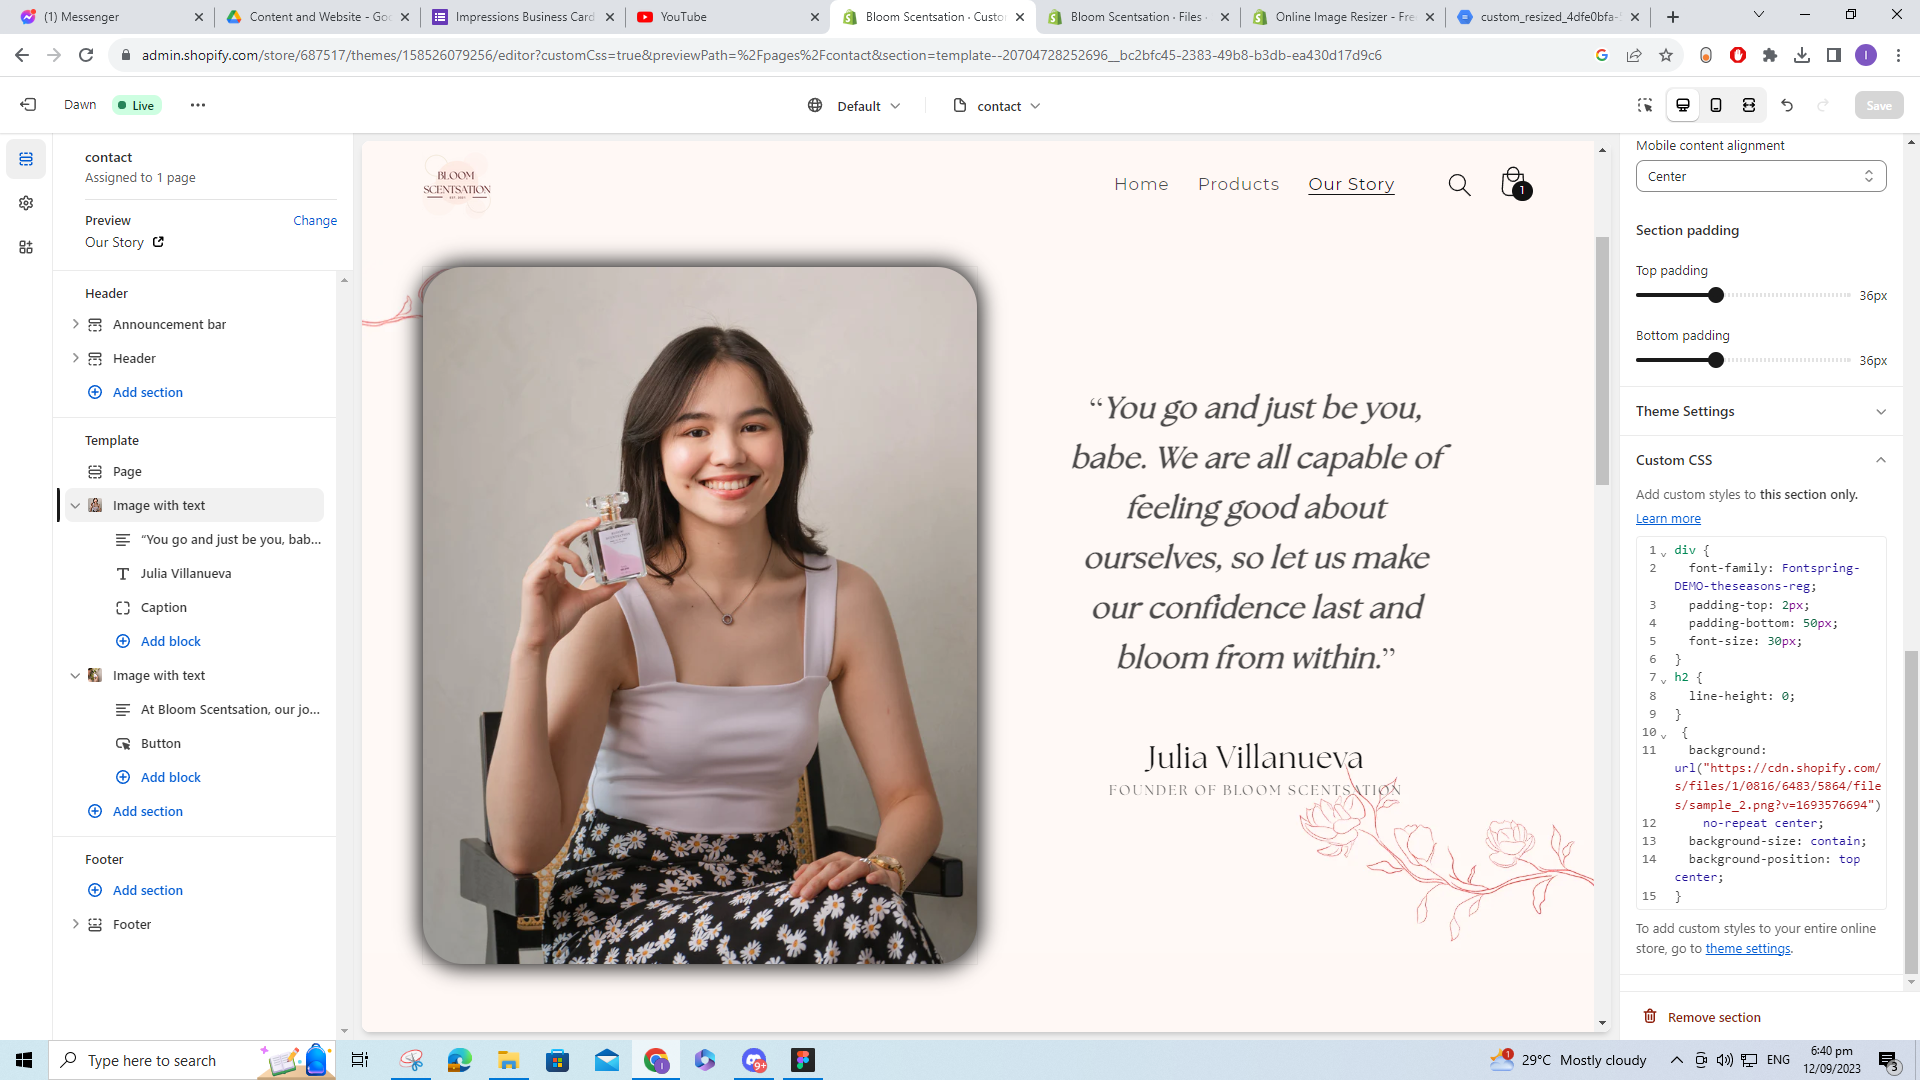 (1) Messenger
Content and Website - Goo
Impressions Business Card
YouTube
Bloom Scentsation · Custo
Bloom Scentsation · Files ·
Online Image Resizer - Free
custom_resized_4dfe0bfa-
admin.shopify.com/store/687517/themes/158526079256/editor?customCss=true&previewPath=%2Fpages%2Fcontact&section=template--20704728252696__bc2bfc45-2383-49b8-b3db-ea430d17d9c6
Dawn
Live
Default
contact
Save
contact
Assigned to 1 page
Preview
Change
Our Story
Header
Announcement bar
Header
Add section
Template
Page
Image with text
“You go and just be you, bab...
Julia Villanueva
Caption
Add block
Image with text
At Bloom Scentsation, our jo...
Button
Add block
Add section
Footer
Add section
Footer
BLOOM
SCENTSATION
Home
Products
Our Story
1
“You go and just be you,
babe. We are all capable of
feeling good about
ourselves, so let us make
our confidence last and
bloom from within.”
Julia Villanueva
FOUNDER OF BLOOM SCENTSATION
Mobile content alignment
Center
Section padding
Top padding
36px
Bottom padding
36px
Theme Settings
Custom CSS
Add custom styles to this section only.
Learn more
1 div {
2 font-family: Fontspring-
DEMO-theseasons-reg;
3 padding-top: 2px;
4 padding-bottom: 50px;
5 font-size: 30px;
6 }
7 h2 {
8 line-height: 0;
9 }
10 {
11 background:
url("https://cdn.shopify.com/
s/files/1/0816/6483/5864/file
s/sample_2.png?v=1693576694")
12 no-repeat center;
13 background-size: contain;
14 background-position: top
center;
15 }
To add custom styles to your entire online
store, go to theme settings.
Remove section
Type here to search
9+
1
29°C Mostly cloudy
ENG
6:40 pm
12/09/2023
3